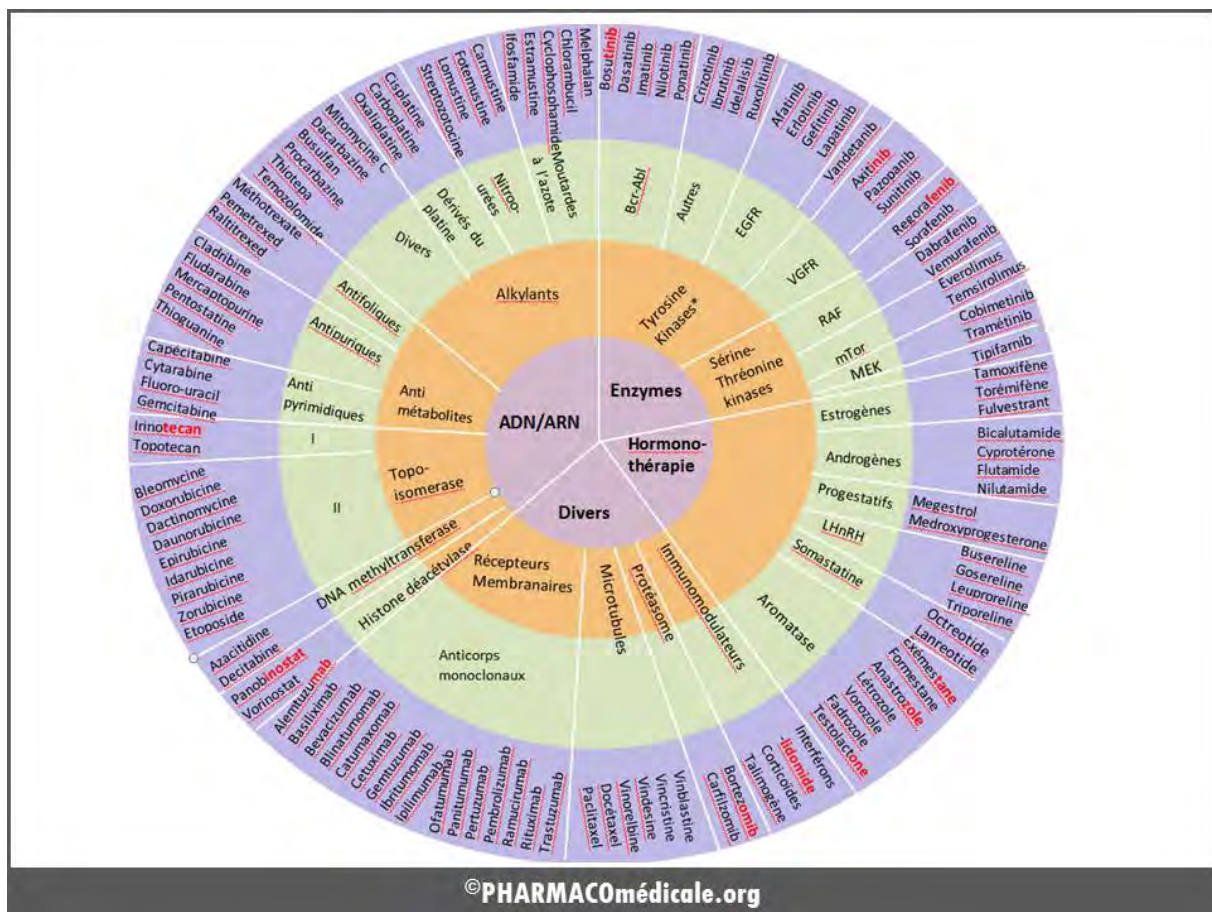 Melphalan
Chlorambucil
Cyclophosphamide
Estramustine
Ifosfamide
Carmustine
Fotemustine
Lomustine
Streptozotocine
Cisplatine
Carboplatine
Oxaliplatine
Mitomycine C
Dacarbazine
Busulfan
Procarbazine
Thiotepa
Temozolomide
Méthotrexate
Pemetrexed
Raltitrexed
Cladribine
Fludarabine
Mercaptopurine
Pentostatine
Thioguanine
Capécitabine
Cytarabine
Fluoro-uracil
Gemcitabine
Irinotecan
Topotecan
Bleomycine
Doxorubicine
Dactinomycine
Daunorubicine
Epirubicine
Idarubicine
Pirarubicine
Zorubicine
Etoposide
Azacitidine
Decitabine
Panobinostat
Vorinostat
Alemtuzumab
Basiliximab
Bevacizumab
Blinatumomab
Catumaxomab
Cetuximab
Gemtuzumab
Ibritumomab
Ipilimumab
Ofatumumab
Panitumumab
Pertuzumab
Pembrolizumab
Ramucirumab
Rituximab
Trastuzumab
Paclitaxel
Docétaxel
Vinorelbine
Vindesine
Vincristine
Vinblastine
Carfilzomib
Bortezomib
Talimogène
Corticoides
-lidomide
Interférons
Testolactone
Fadrozole
Vorozole
Létrozole
Anastrozole
Formestane
Exémestane
Lanreotide
Octreotide
Triporeline
Leuproreline
Gosereline
Busereline
Medroxyprogesterone
Megestrol
Nilutamide
Flutamide
Cyprotérone
Bicalutamide
Fulvestrant
Torémifène
Tamoxifène
Tipifarnib
Tramétinib
Cobimetinib
Temsirolimus
Everolimus
Vemurafenib
Dabrafenib
Sorafenib
Regorafenib
Sunitinib
Pazopanib
Axitinib
Vandetanib
Lapatinib
Gefitinib
Erlotinib
Afatinib
Ruxolitinib
Idelalisib
Ibrutinib
Crizotinib
Ponatinib
Nilotinib
Imatinib
Dasatinib
Bosutinib
Moutardes
à l'azote
Nitroso-
urées
Dérivés du
platine
Divers
Antifoliques
Antipuriques
Anti
pyrimidiques
I
II
DNA methyltransferase
Histone déacétylase
Anticorps
monoclonaux
Microtubules
Protéasome
Immunomodulateurs
Aromatase
Somastatine
LHnRH
Progestatifs
Androgènes
Estrogènes
MEK
mTor
RAF
VGFR
EGFR
Autres
Bcr-Abl
Alkylants
Anti
métabolites
Topo-
isomerase
Récepteurs
Membranaires
Tyrosine
Kinases*
Sérine-
Thréonine
kinases
ADN/ARN
Enzymes
Hormono-
thérapie
Divers
©PHARMACOmédicale.org